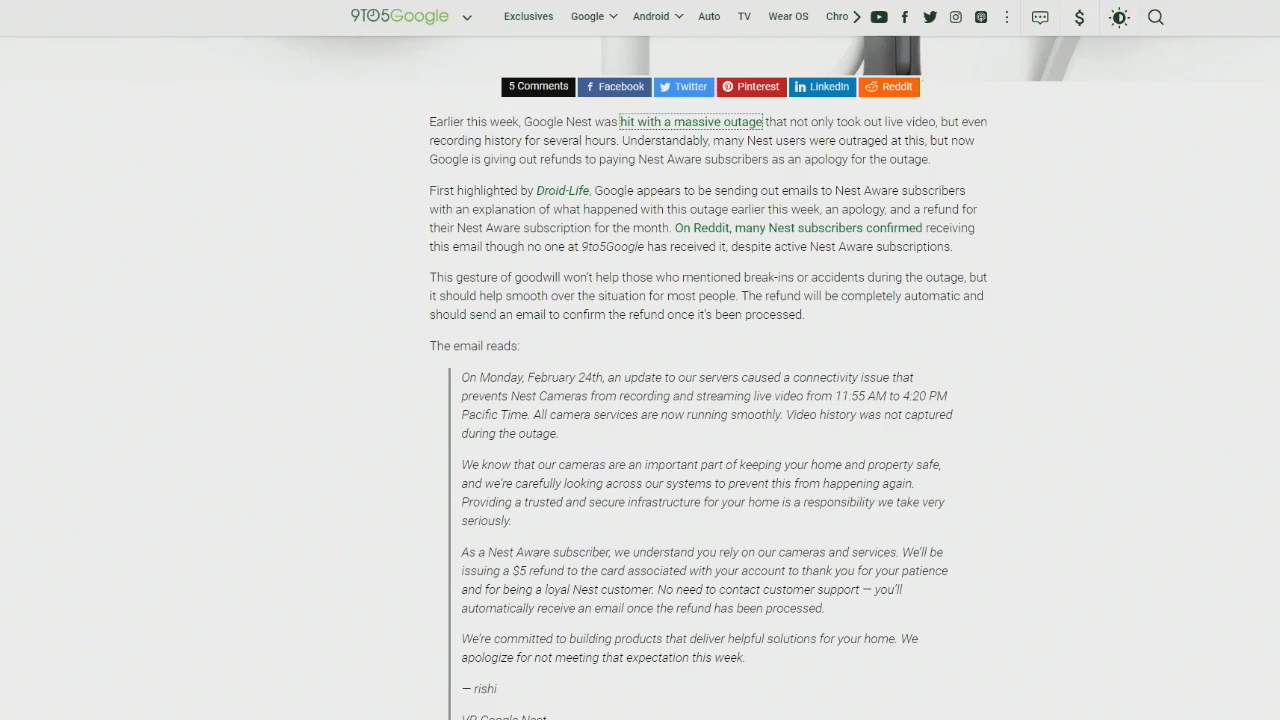 9TO5Google
Exclusives Google Android Auto TV Wear OS Chro
5 Comments Facebook Twitter Pinterest LinkedIn Reddit
Earlier this week, Google Nest was hit with a massive outage that not only took out live video, but even
recording history for several hours. Understandably, many Nest users were outraged at this, but now
Google is giving out refunds to paying Nest Aware subscribers as an apology for the outage.
First highlighted by Droid-Life, Google appears to be sending out emails to Nest Aware subscribers
with an explanation of what happened with this outage earlier this week, an apology, and a refund for
their Nest Aware subscription for the month. On Reddit, many Nest subscribers confirmed receiving
this email though no one at 9to5Google has received it, despite active Nest Aware subscriptions.
This gesture of goodwill won't help those who mentioned break-ins or accidents during the outage, but
it should help smooth over the situation for most people. The refund will be completely automatic and
should send an email to confirm the refund once it's been processed.
The email reads:
On Monday, February 24th, an update to our servers caused a connectivity issue that
prevents Nest Cameras from recording and streaming live video from 11:55 AM to 4:20 PM
Pacific Time. All camera services are now running smoothly. Video history was not captured
during the outage.
We know that our cameras are an important part of keeping your home and property safe,
and we're carefully looking across our systems to prevent this from happening again.
Providing a trusted and secure infrastructure for your home is a responsibility we take very
seriously.
As a Nest Aware subscriber, we understand you rely on our cameras and services. We'll be
issuing a $5 refund to the card associated with your account to thank you for your patience
and for being a loyal Nest customer. No need to contact customer support — you'll
automatically receive an email once the refund has been processed.
We're committed to building products that deliver helpful solutions for your home. We
apologize for not meeting that expectation this week.
— rishi
VP, Google Nest